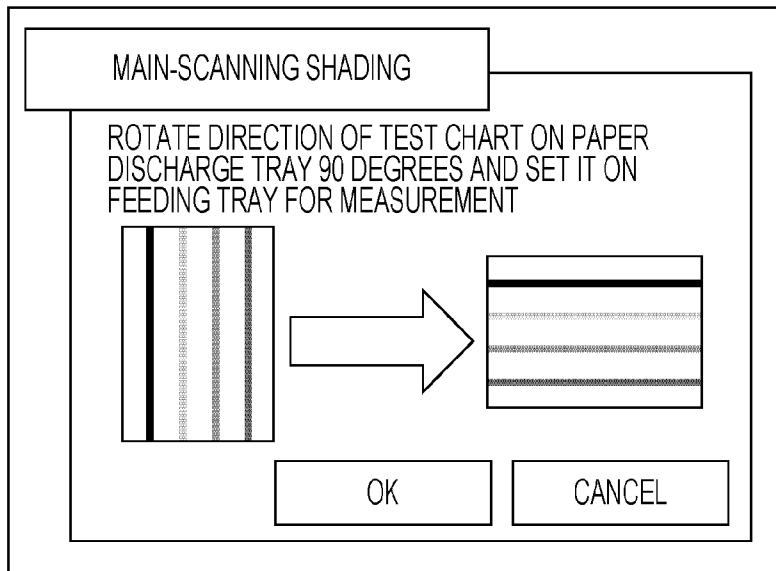 MAIN-SCANNING SHADING
ROTATE DIRECTION OF TEST CHART ON PAPER
DISCHARGE TRAY 90 DEGREES AND SET IT ON
FEEDING TRAY FOR MEASUREMENT
OK
CANCEL